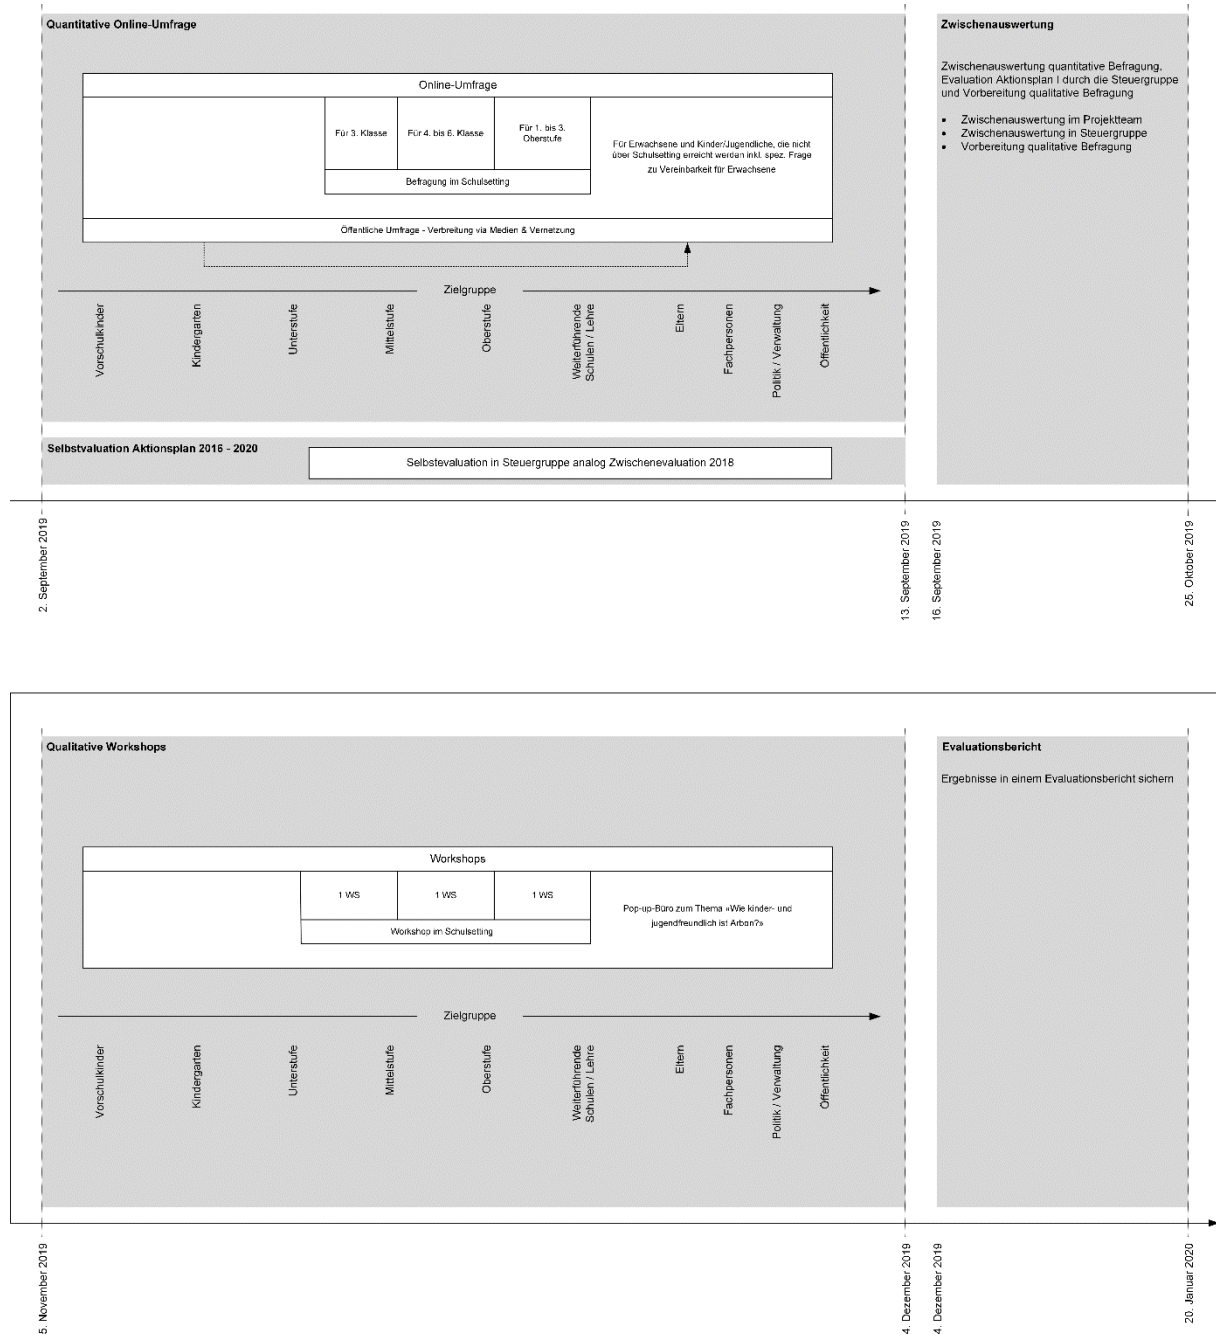 Quantitative Online-Umfrage
Online-Umfrage
Für 3. Klasse
Für 4. bis 6. Klasse
Für 1. bis 3.
Oberstufe
Befragung im Schulsetting
Für Erwachsene und Kinder/Jugendliche, die nicht
über Schulsetting erreicht werden inkl. spez. Frage
zu Vereinbarkeit für Erwachsene
Öffentliche Umfrage - Verbreitung via Medien & Vernetzung
Zielgruppe
Vorschulkinder
Kindergarten
Unterstufe
Mittelstufe
Oberstufe
Weiterführende
Schulen / Lehre
Eltern
Fachpersonen
Politik / Verwaltung
Öffentlichkeit
Selbstvaluation Aktionsplan 2016 - 2020
Selbstevaluation in Steuergruppe analog Zwischenevaluation 2018
Zwischenauswertung
Zwischenauswertung quantitative Befragung,
Evaluation Aktionsplan I durch die Steuergruppe
und Vorbereitung qualitative Befragung
• Zwischenauswertung im Projektteam
• Zwischenauswertung in Steuergruppe
• Vorbereitung qualitative Befragung
2. September 2019
13. September 2019
16. September 2019
25. Oktober 2019
Qualitative Workshops
Workshops
1 WS
1 WS
1 WS
Workshop im Schulsetting
Pop-up-Büro zum Thema «Wie kinder- und
jugendfreundlich ist Arbon?»
Zielgruppe
Vorschulkinder
Kindergarten
Unterstufe
Mittelstufe
Oberstufe
Weiterführende
Schulen / Lehre
Eltern
Fachpersonen
Politik / Verwaltung
Öffentlichkeit
Evaluationsbericht
Ergebnisse in einem Evaluationsbericht sichern
5. November 2019
4. Dezember 2019
4. Dezember 2019
20. Januar 2020